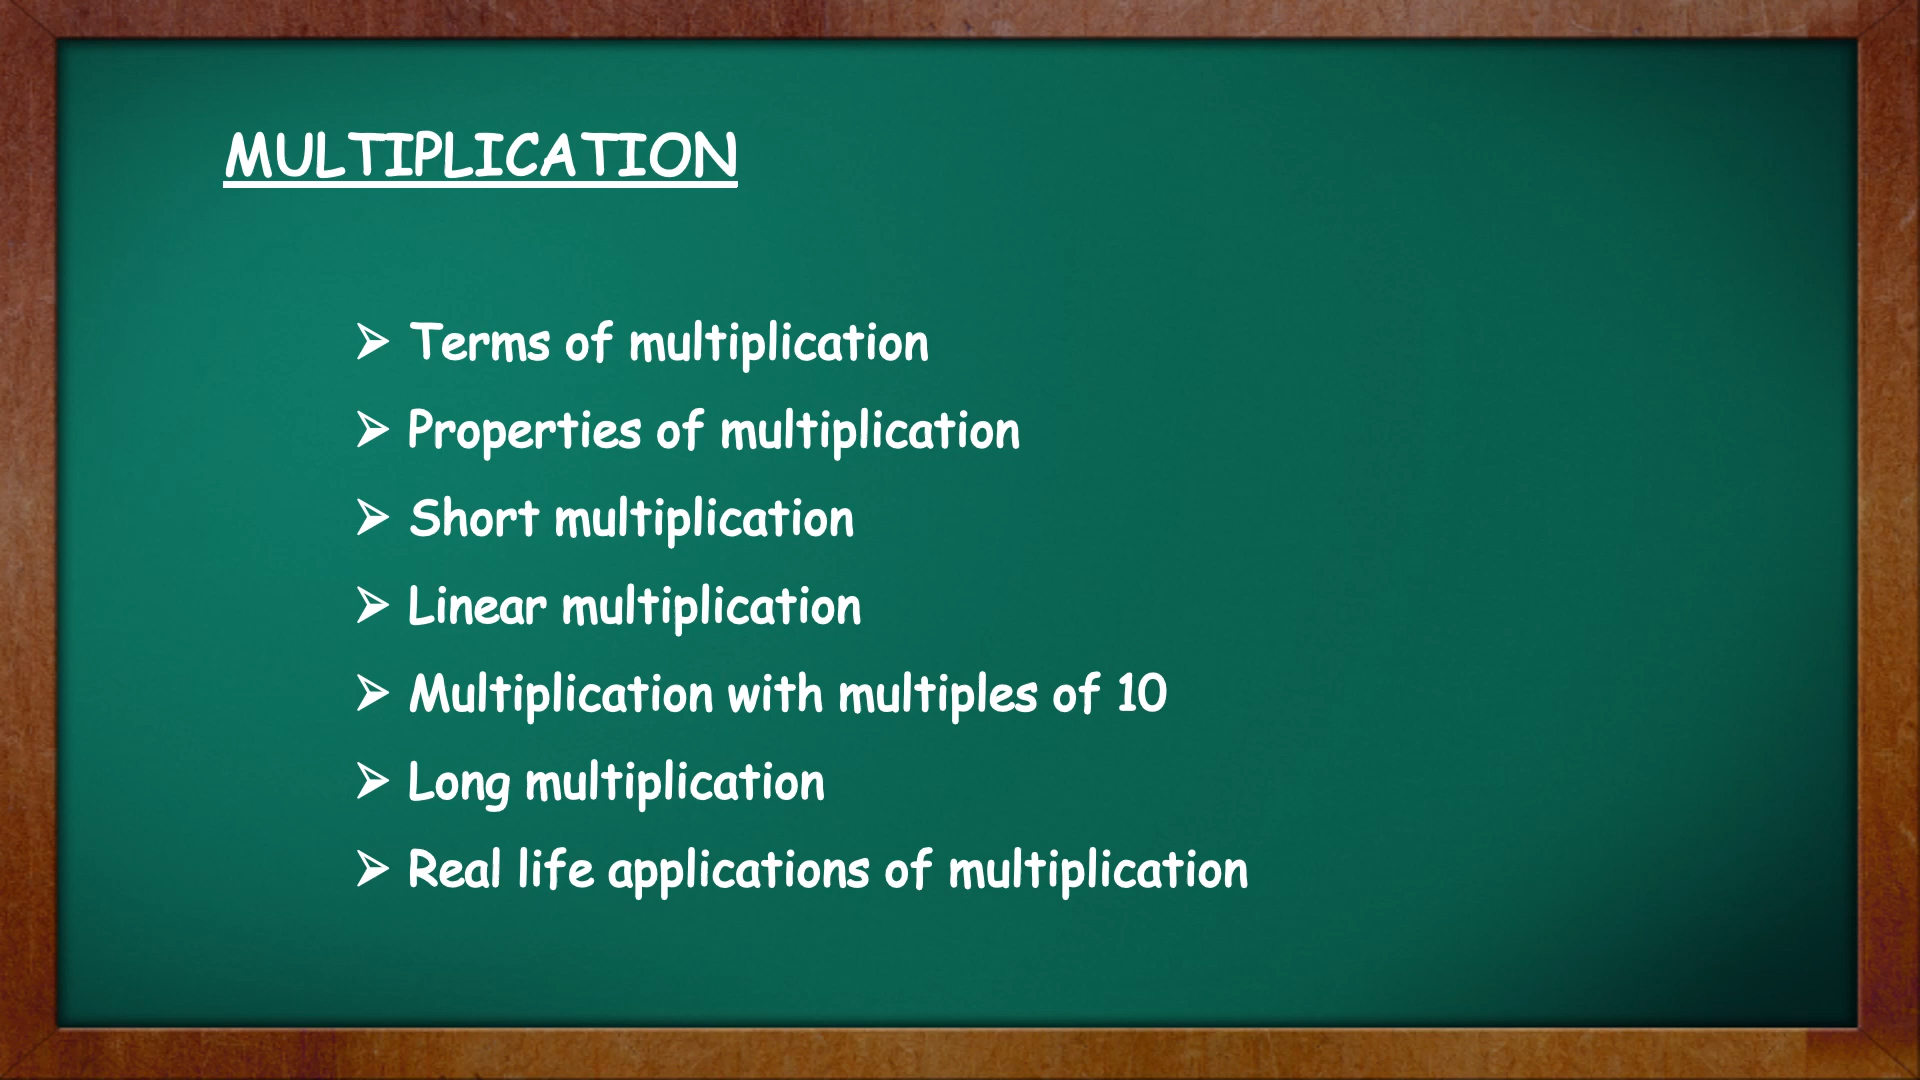 MULTIPLICATION
➢ Terms of multiplication
➢ Properties of multiplication
➢ Short multiplication
➢ Linear multiplication
➢ Multiplication with multiples of 10
➢ Long multiplication
➢ Real life applications of multiplication